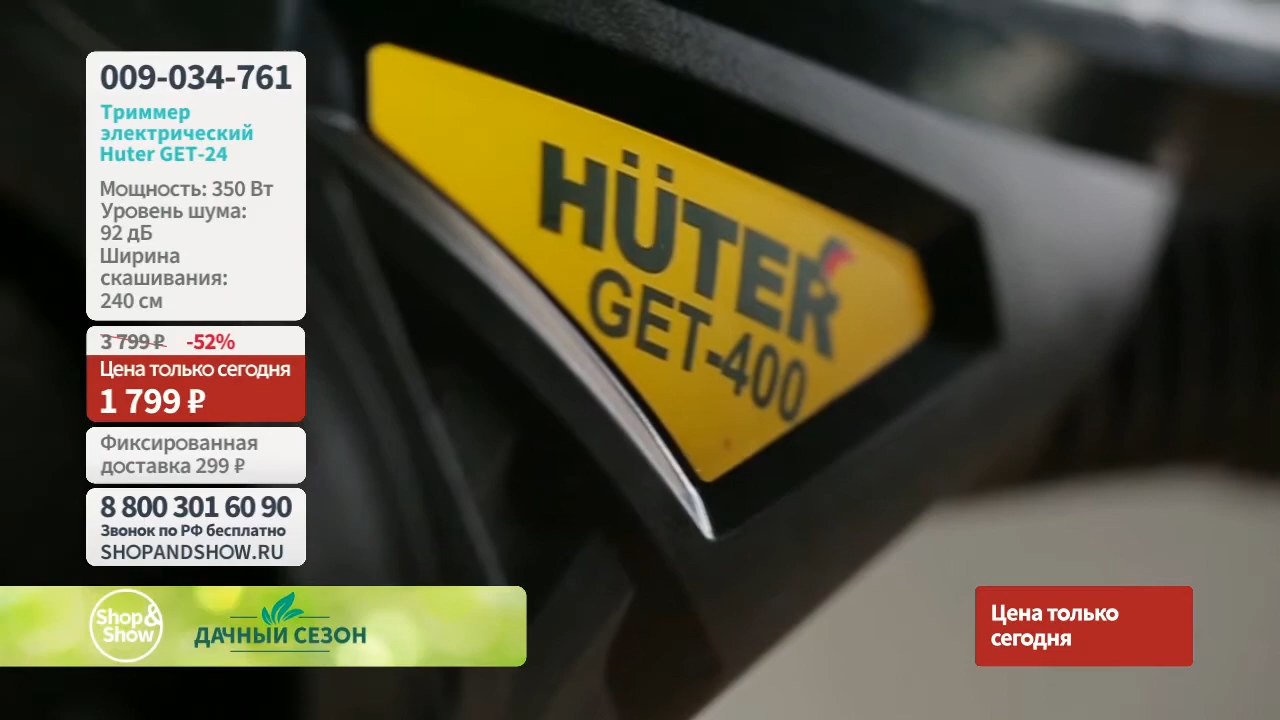 009-034-761
Триммер
электрический
Huter GET-24
Мощность: 350 Вт
Уровень шума:
92 дБ
Ширина
скашивания:
240 см
3 799 ₽ -52%
Цена только сегодня
1 799 ₽
Фиксированная
доставка 299 ₽
8 800 301 60 90
Звонок по РФ бесплатно
SHOPANDSHOW.RU
HÜTER
GET-400
Shop&
Show
ДАЧНЫЙ СЕЗОН
Цена только
сегодня